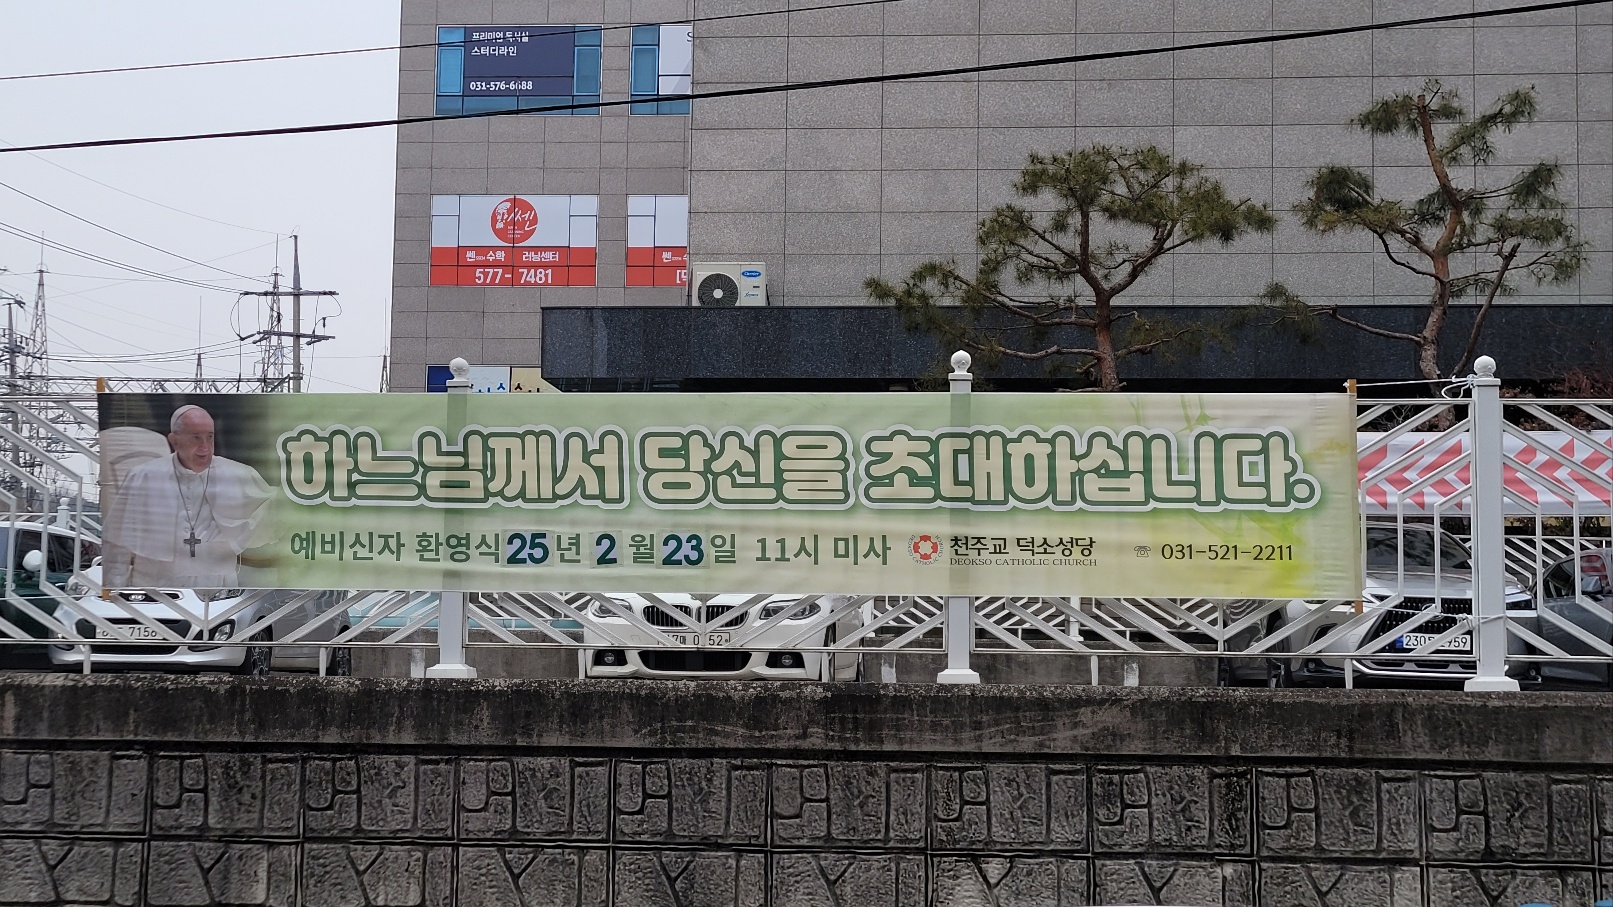 프리미엄 독서실
스터디라인
031-576-6688
쎈수학 러닝센터
577-7481
하느님께서 당신을 초대하십니다.
예비신자 환영식 25년 2월 23일 11시 미사
천주교 덕소성당
DEOKSO CATHOLIC CHURCH
☏ 031-521-2211